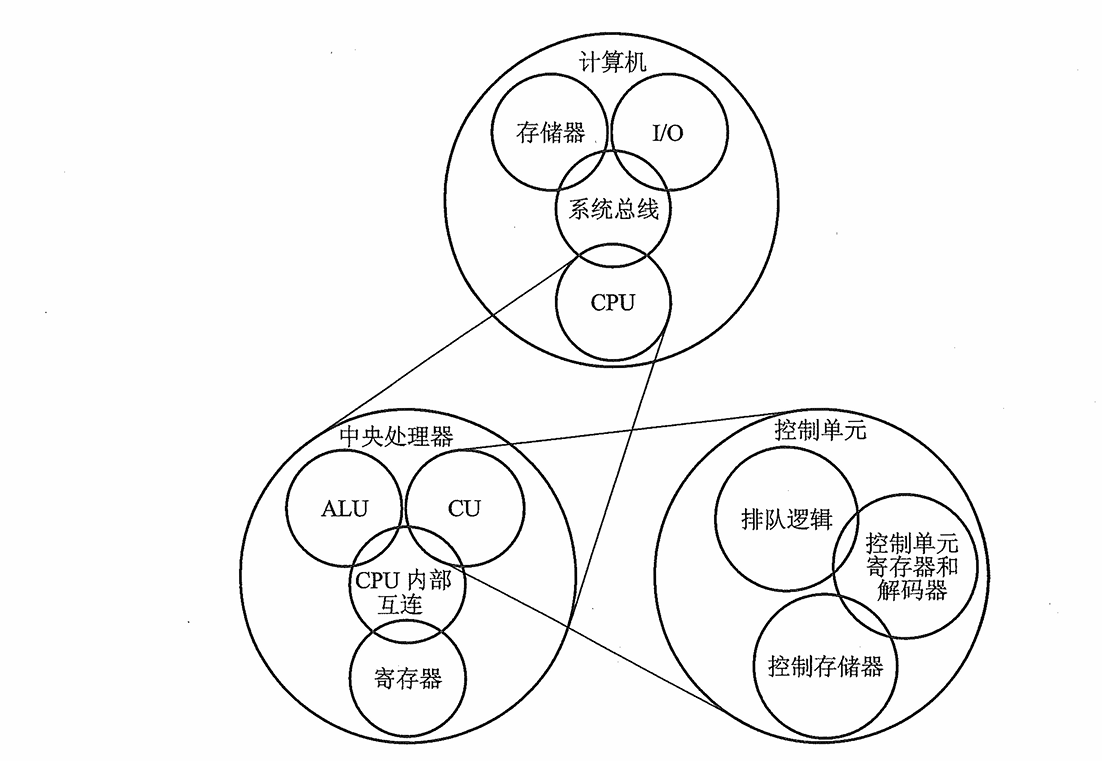 计算机
存储器
I/O
系统总线
CPU
中央处理器
ALU
CU
CPU 内部
互连
寄存器
控制单元
排队逻辑
控制单元
寄存器和
解码器
控制存储器